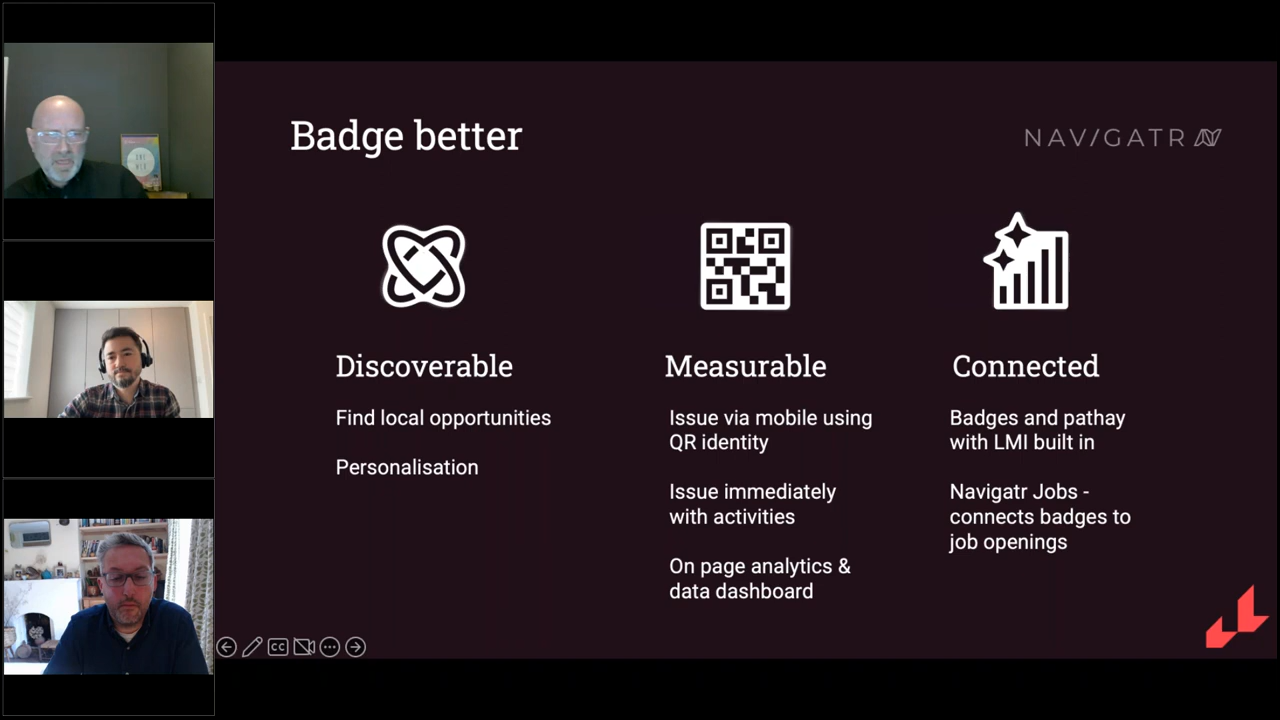 Badge better
NAV/GATR
Discoverable
Find local opportunities
Personalisation
Measurable
Issue via mobile using
QR identity
Issue immediately
with activities
On page analytics &
data dashboard
Connected
Badges and pathay
with LMI built in
Navigatr Jobs -
connects badges to
job openings
CC